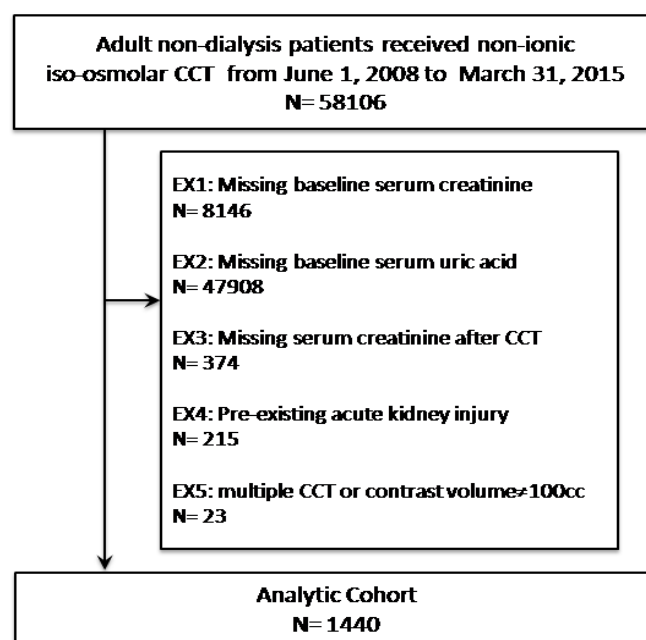 Adult non-dialysis patients received non-ionic
iso-osmolar CCT from June 1, 2008 to March 31, 2015
N= 58106
EX1: Missing baseline serum creatinine
N= 8146
EX2: Missing baseline serum uric acid
N= 47908
EX3: Missing serum creatinine after CCT
N= 374
EX4: Pre-existing acute kidney injury
N= 215
EX5: multiple CCT or contrast volume≠100cc
N= 23
Analytic Cohort
N= 1440